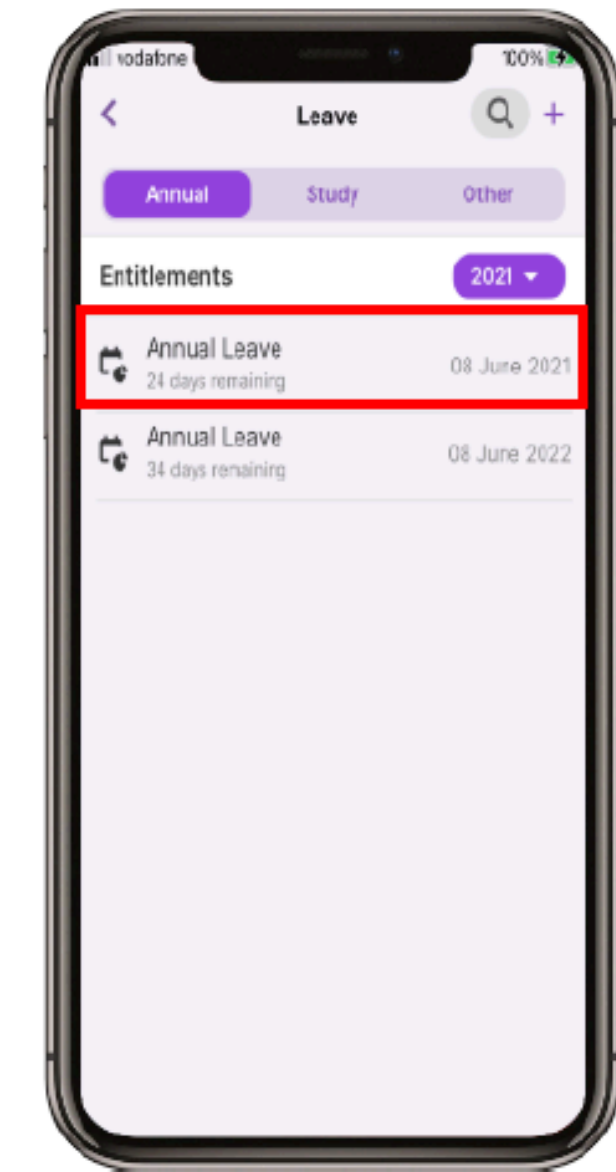 vodafone 100%
Leave +
Annual Study Other
Entitlements 2021
Annual Leave
24 days remaining 08 June 2021
Annual Leave
34 days remaining 08 June 2022